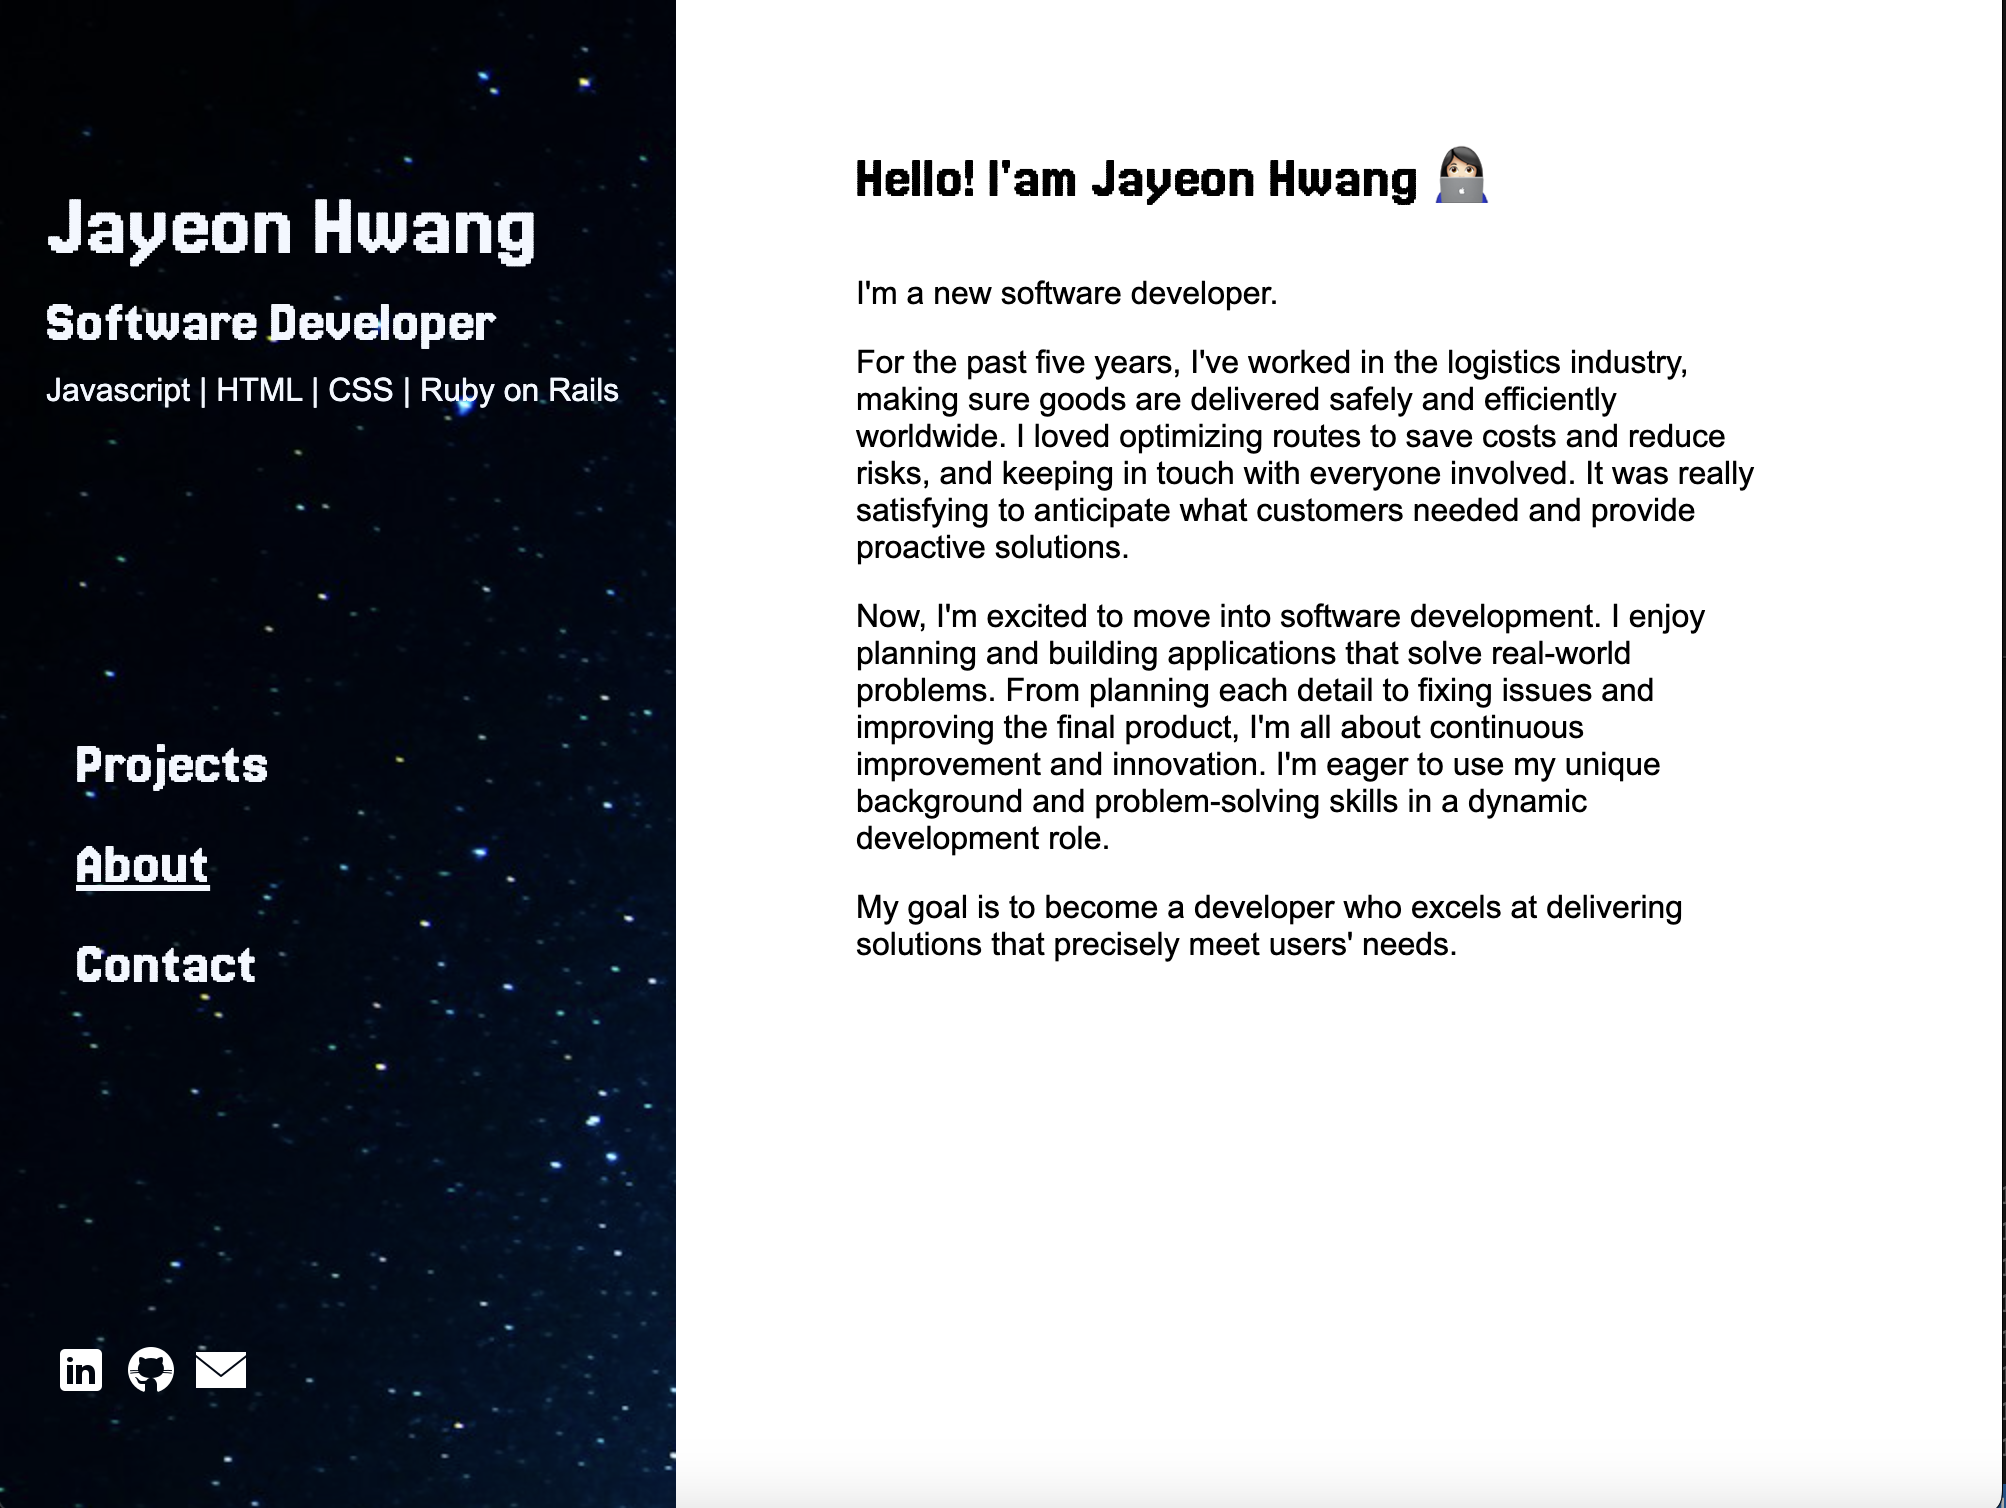 Jayeon Hwang
Software Developer
Javascript | HTML | CSS | Ruby on Rails
Projects
About
Contact
in
Hello! I'am Jayeon Hwang 👩🏻‍💻
I'm a new software developer.
For the past five years, I've worked in the logistics industry,
making sure goods are delivered safely and efficiently
worldwide. I loved optimizing routes to save costs and reduce
risks, and keeping in touch with everyone involved. It was really
satisfying to anticipate what customers needed and provide
proactive solutions.
Now, I'm excited to move into software development. I enjoy
planning and building applications that solve real-world
problems. From planning each detail to fixing issues and
improving the final product, I'm all about continuous
improvement and innovation. I'm eager to use my unique
background and problem-solving skills in a dynamic
development role.
My goal is to become a developer who excels at delivering
solutions that precisely meet users' needs.